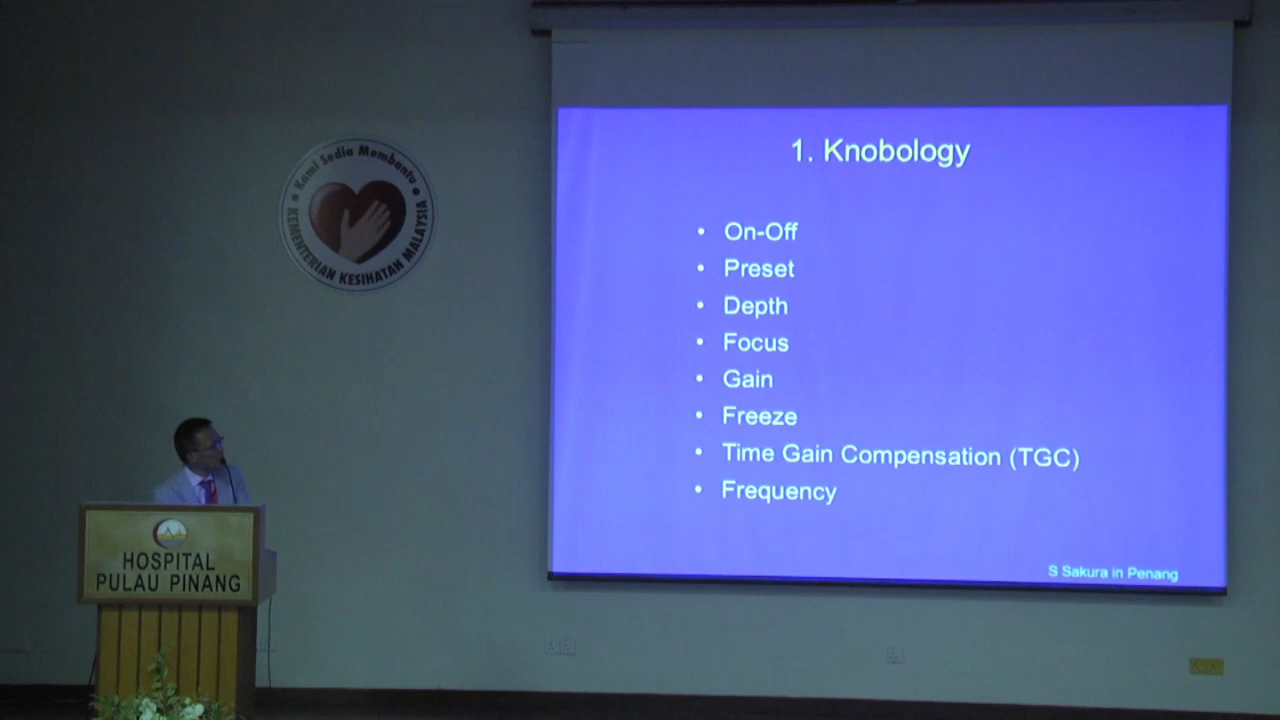 Kami Sedia Membantu
KEMENTERIAN KESIHATAN MALAYSIA
HOSPITAL
PULAU PINANG
1. Knobology
• On-Off
• Preset
• Depth
• Focus
• Gain
• Freeze
• Time Gain Compensation (TGC)
• Frequency
S Sakura in Penang